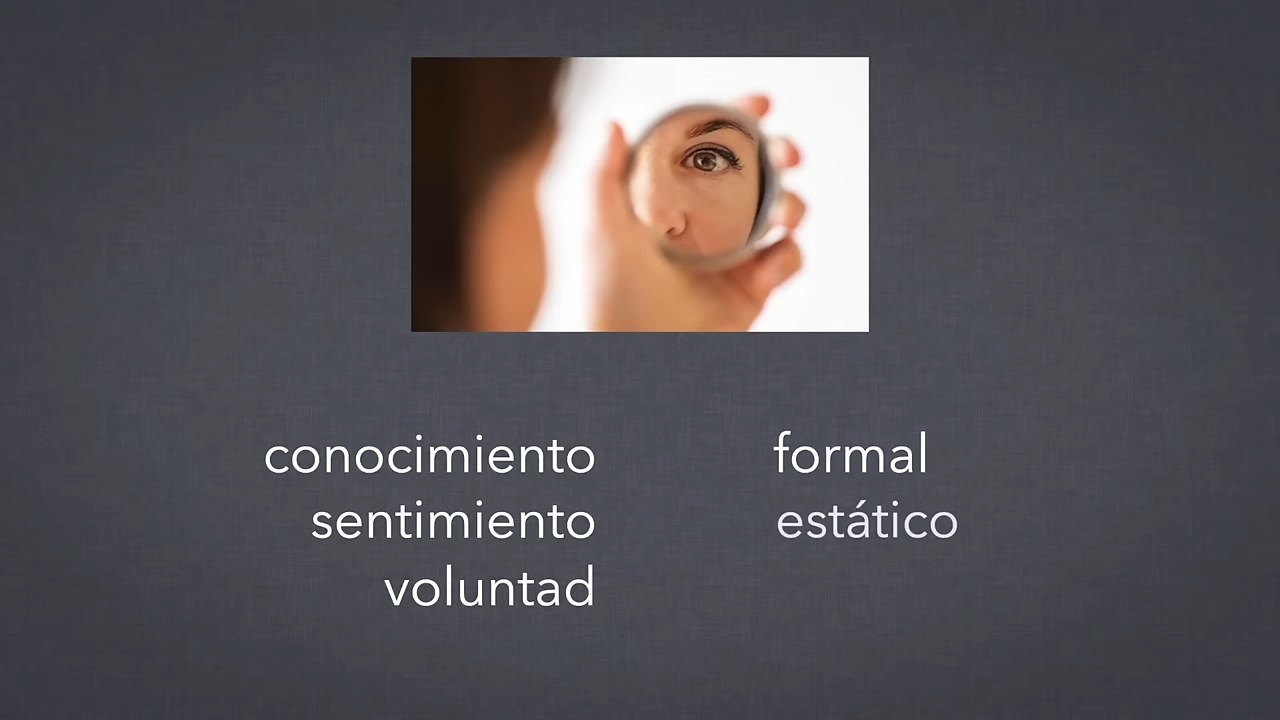 conocimiento
sentimiento
voluntad
formal
estático